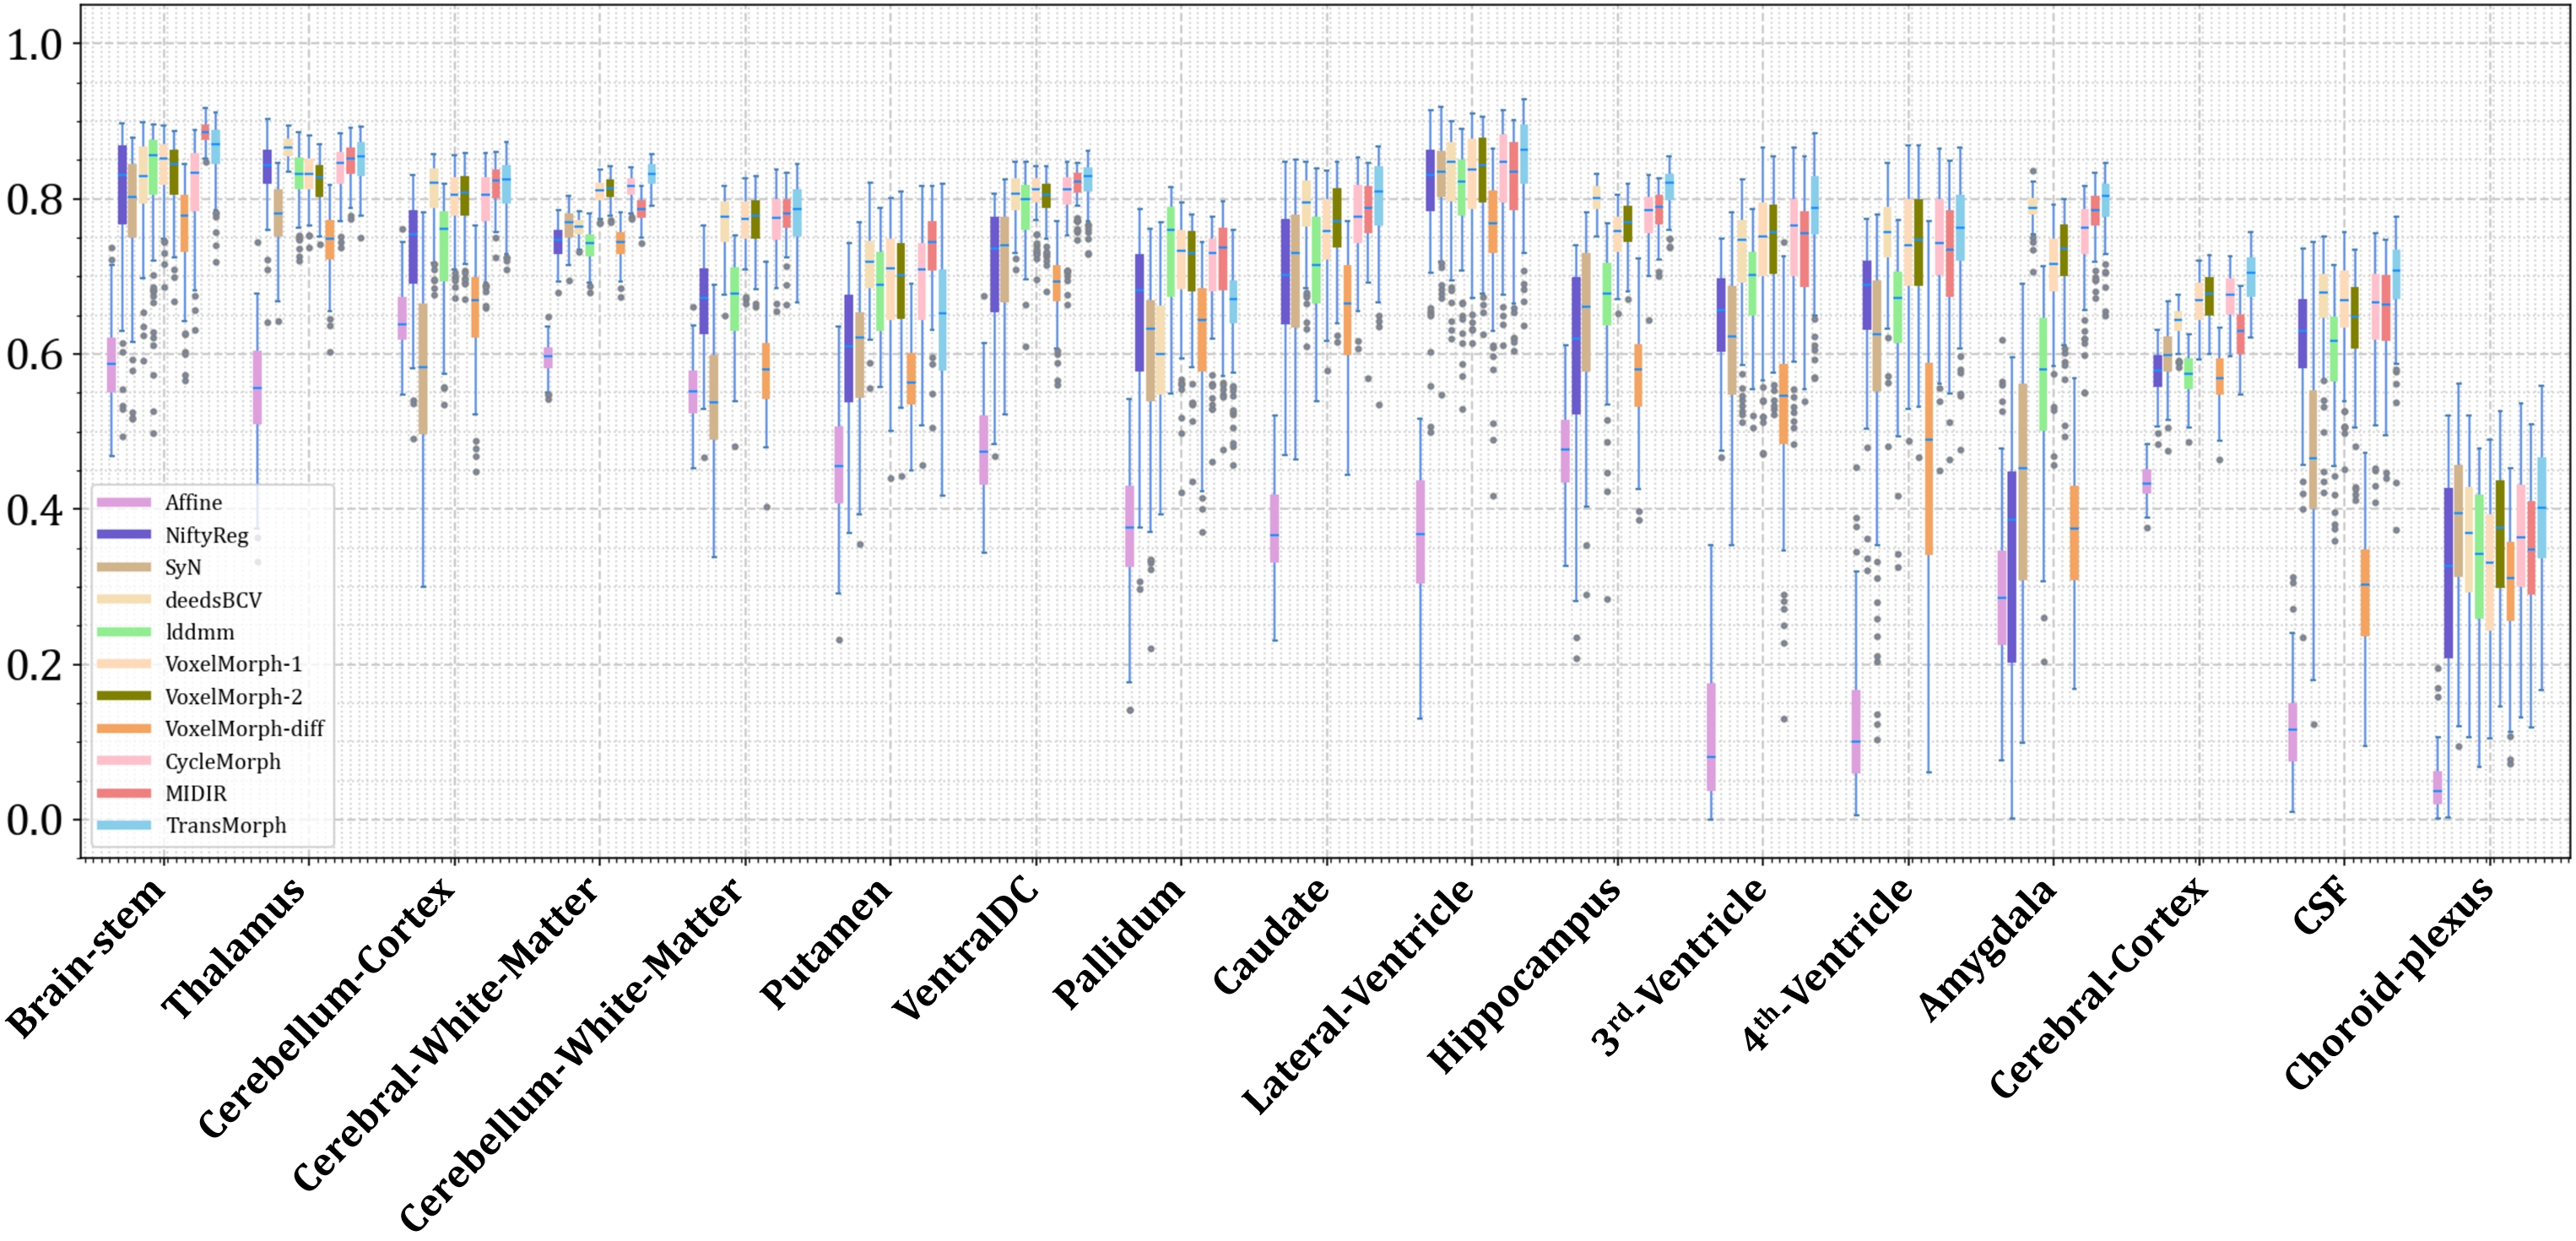 1.0
0.8
0.6
0.4
0.2
0.0
Affine
NiftyReg
SyN
deedsBCV
lddmm
VoxelMorph-1
VoxelMorph-2
VoxelMorph-diff
CycleMorph
MIDIR
TransMorph
Brain-stem
Thalamus
Cerebellum-Cortex
Cerebral-White-Matter
Cerebellum-White-Matter
Putamen
VentralDC
Pallidum
Caudate
Lateral-Ventricle
Hippocampus
3rd-Ventricle
4th-Ventricle
Amygdala
Cerebral-Cortex
CSF
Choroid-plexus